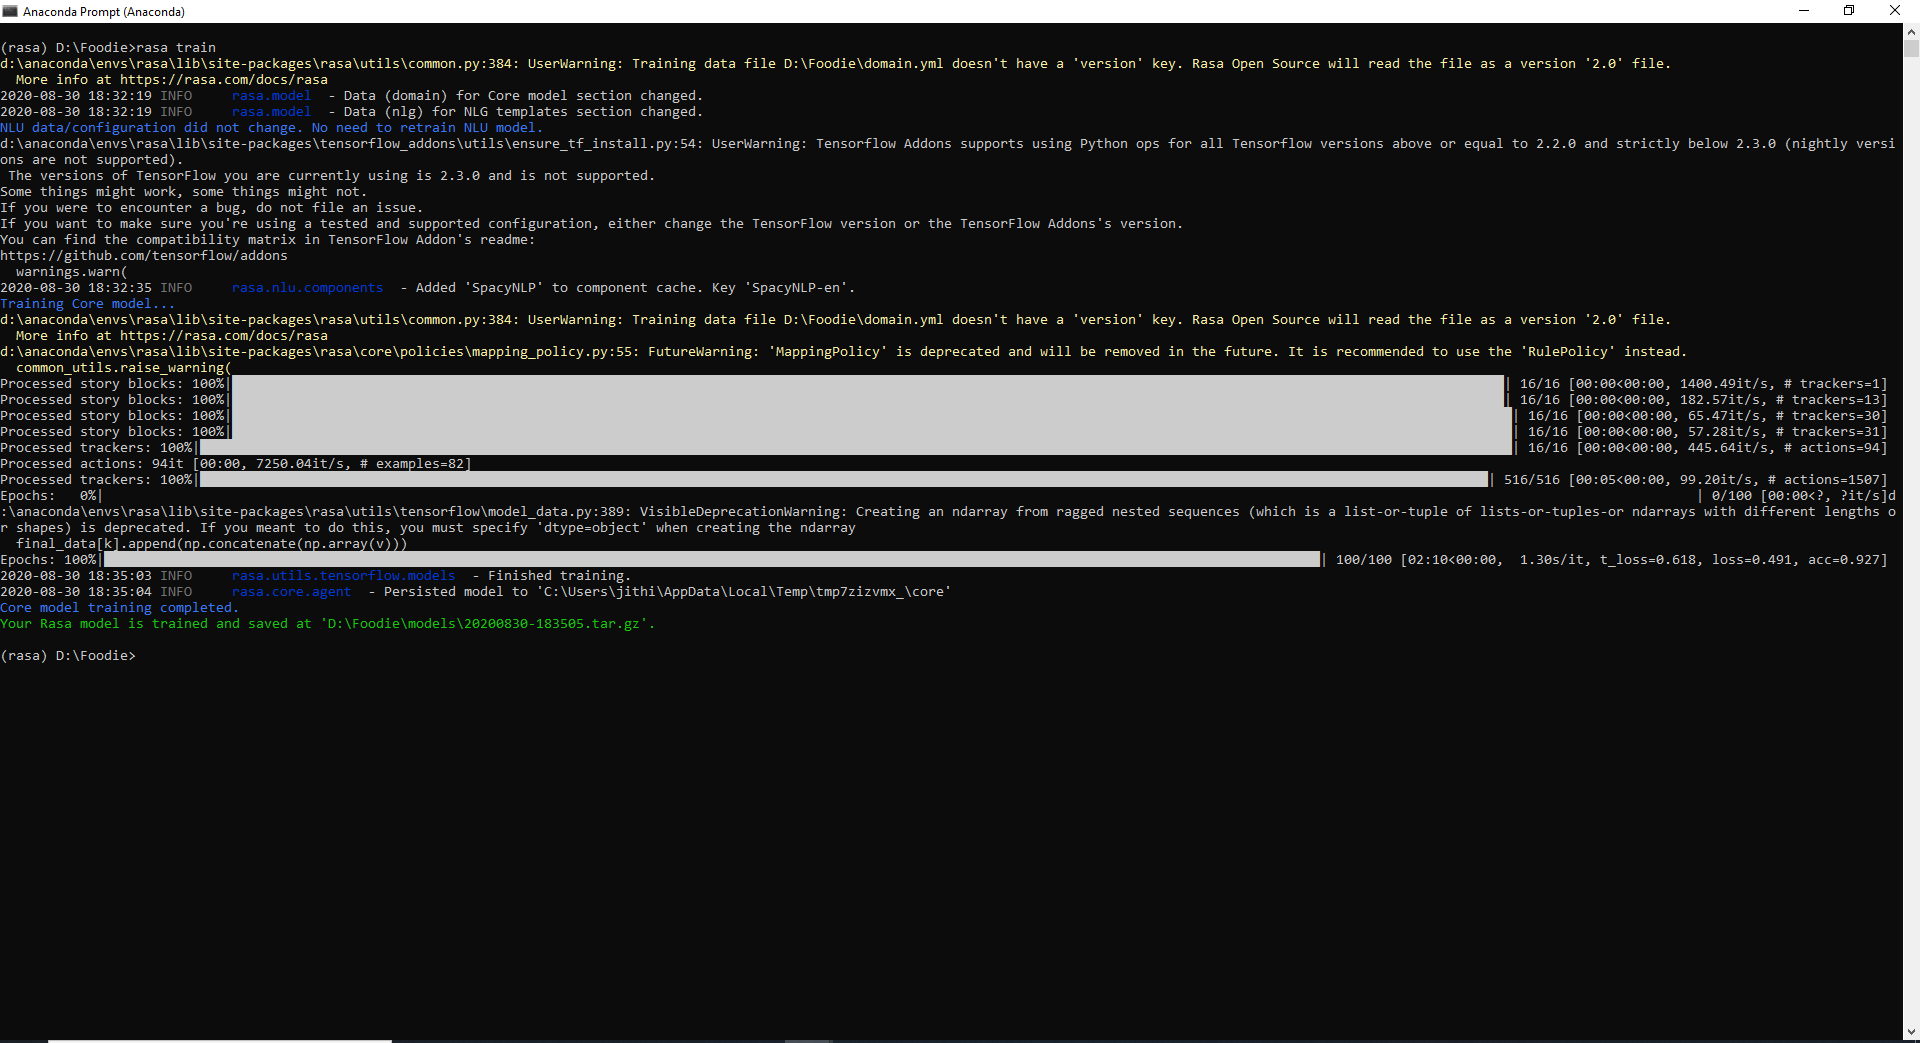 Anaconda Prompt (Anaconda)
(rasa) D:\Foodie>rasa train
d:\anaconda\envs\rasa\lib\site-packages\rasa\utils\common.py:384: UserWarning: Training data file D:\Foodie\domain.yml doesn't have a 'version' key. Rasa Open Source will read the file as a version '2.0' file.
  More info at https://rasa.com/docs/rasa
2020-08-30 18:32:19 INFO     rasa.model  - Data (domain) for Core model section changed.
2020-08-30 18:32:19 INFO     rasa.model  - Data (nlg) for NLG templates section changed.
NLU data/configuration did not change. No need to retrain NLU model.
d:\anaconda\envs\rasa\lib\site-packages\tensorflow_addons\utils\ensure_tf_install.py:54: UserWarning: Tensorflow Addons supports using Python ops for all Tensorflow versions above or equal to 2.2.0 and strictly below 2.3.0 (nightly versi
ons are not supported).
 The versions of TensorFlow you are currently using is 2.3.0 and is not supported.
Some things might work, some things might not.
If you were to encounter a bug, do not file an issue.
If you want to make sure you're using a tested and supported configuration, either change the TensorFlow version or the TensorFlow Addons's version.
You can find the compatibility matrix in TensorFlow Addon's readme:
https://github.com/tensorflow/addons
  warnings.warn(
2020-08-30 18:32:35 INFO     rasa.nlu.components  - Added 'SpacyNLP' to component cache. Key 'SpacyNLP-en'.
Training Core model...
d:\anaconda\envs\rasa\lib\site-packages\rasa\utils\common.py:384: UserWarning: Training data file D:\Foodie\domain.yml doesn't have a 'version' key. Rasa Open Source will read the file as a version '2.0' file.
  More info at https://rasa.com/docs/rasa
d:\anaconda\envs\rasa\lib\site-packages\rasa\core\policies\mapping_policy.py:55: FutureWarning: 'MappingPolicy' is deprecated and will be removed in the future. It is recommended to use the 'RulePolicy' instead.
  common_utils.raise_warning(
Processed story blocks: 100%| | 16/16 [00:00<00:00, 1400.49it/s, # trackers=1]
Processed story blocks: 100%| | 16/16 [00:00<00:00, 182.57it/s, # trackers=13]
Processed story blocks: 100%| | 16/16 [00:00<00:00, 65.47it/s, # trackers=30]
Processed story blocks: 100%| | 16/16 [00:00<00:00, 57.28it/s, # trackers=31]
Processed trackers: 100%| | 16/16 [00:00<00:00, 445.64it/s, # actions=94]
Processed actions: 94it [00:00, 7250.04it/s, # examples=82]
Processed trackers: 100%| | 516/516 [00:05<00:00, 99.20it/s, # actions=1507]
Epochs:   0%| | 0/100 [00:00<?, ?it/s]d
:\anaconda\envs\rasa\lib\site-packages\rasa\utils\tensorflow\model_data.py:389: VisibleDeprecationWarning: Creating an ndarray from ragged nested sequences (which is a list-or-tuple of lists-or-tuples-or ndarrays with different lengths o
r shapes) is deprecated. If you meant to do this, you must specify 'dtype=object' when creating the ndarray
  final_data[k].append(np.concatenate(np.array(v)))
Epochs: 100%| | 100/100 [02:10<00:00,  1.30s/it, t_loss=0.618, loss=0.491, acc=0.927]
2020-08-30 18:35:03 INFO     rasa.utils.tensorflow.models  - Finished training.
2020-08-30 18:35:04 INFO     rasa.core.agent  - Persisted model to 'C:\Users\jithi\AppData\Local\Temp\tmp7zizvmx_\core'
Core model training completed.
Your Rasa model is trained and saved at 'D:\Foodie\models\20200830-183505.tar.gz'.
(rasa) D:\Foodie>